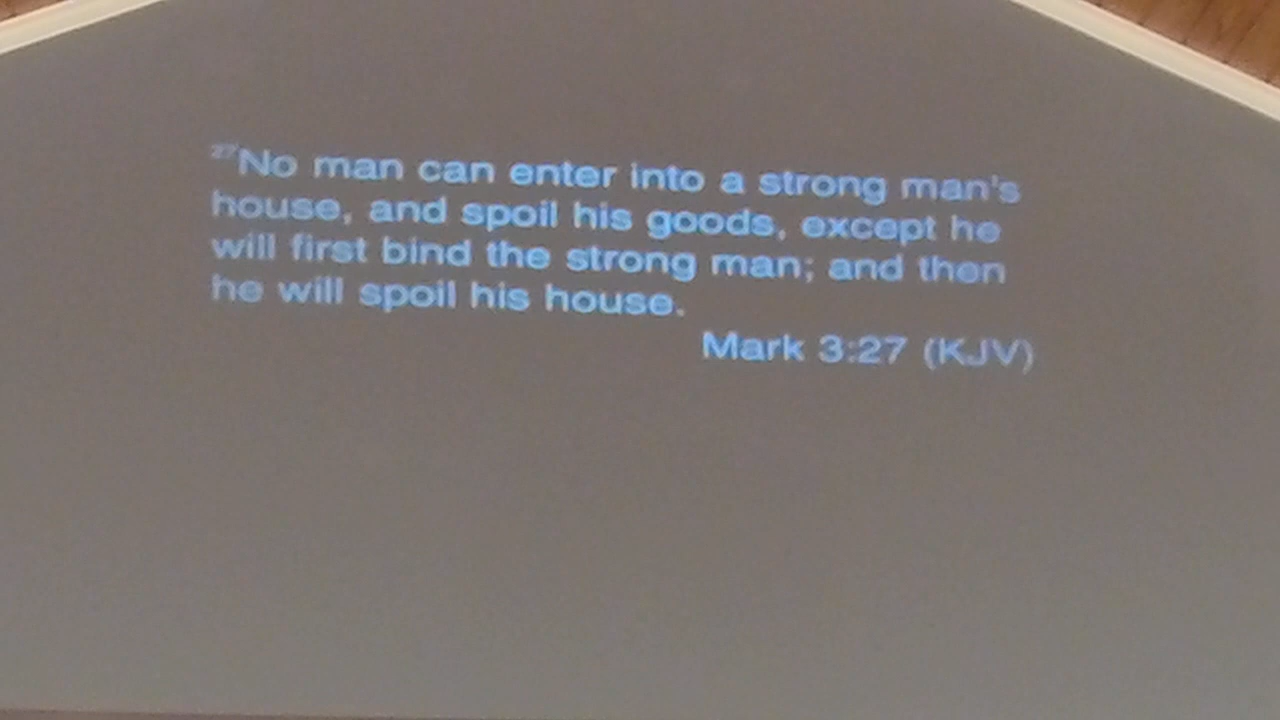 27No man can enter into a strong man's
house, and spoil his goods, except he
will first bind the strong man; and then
he will spoil his house.
Mark 3:27 (KJV)